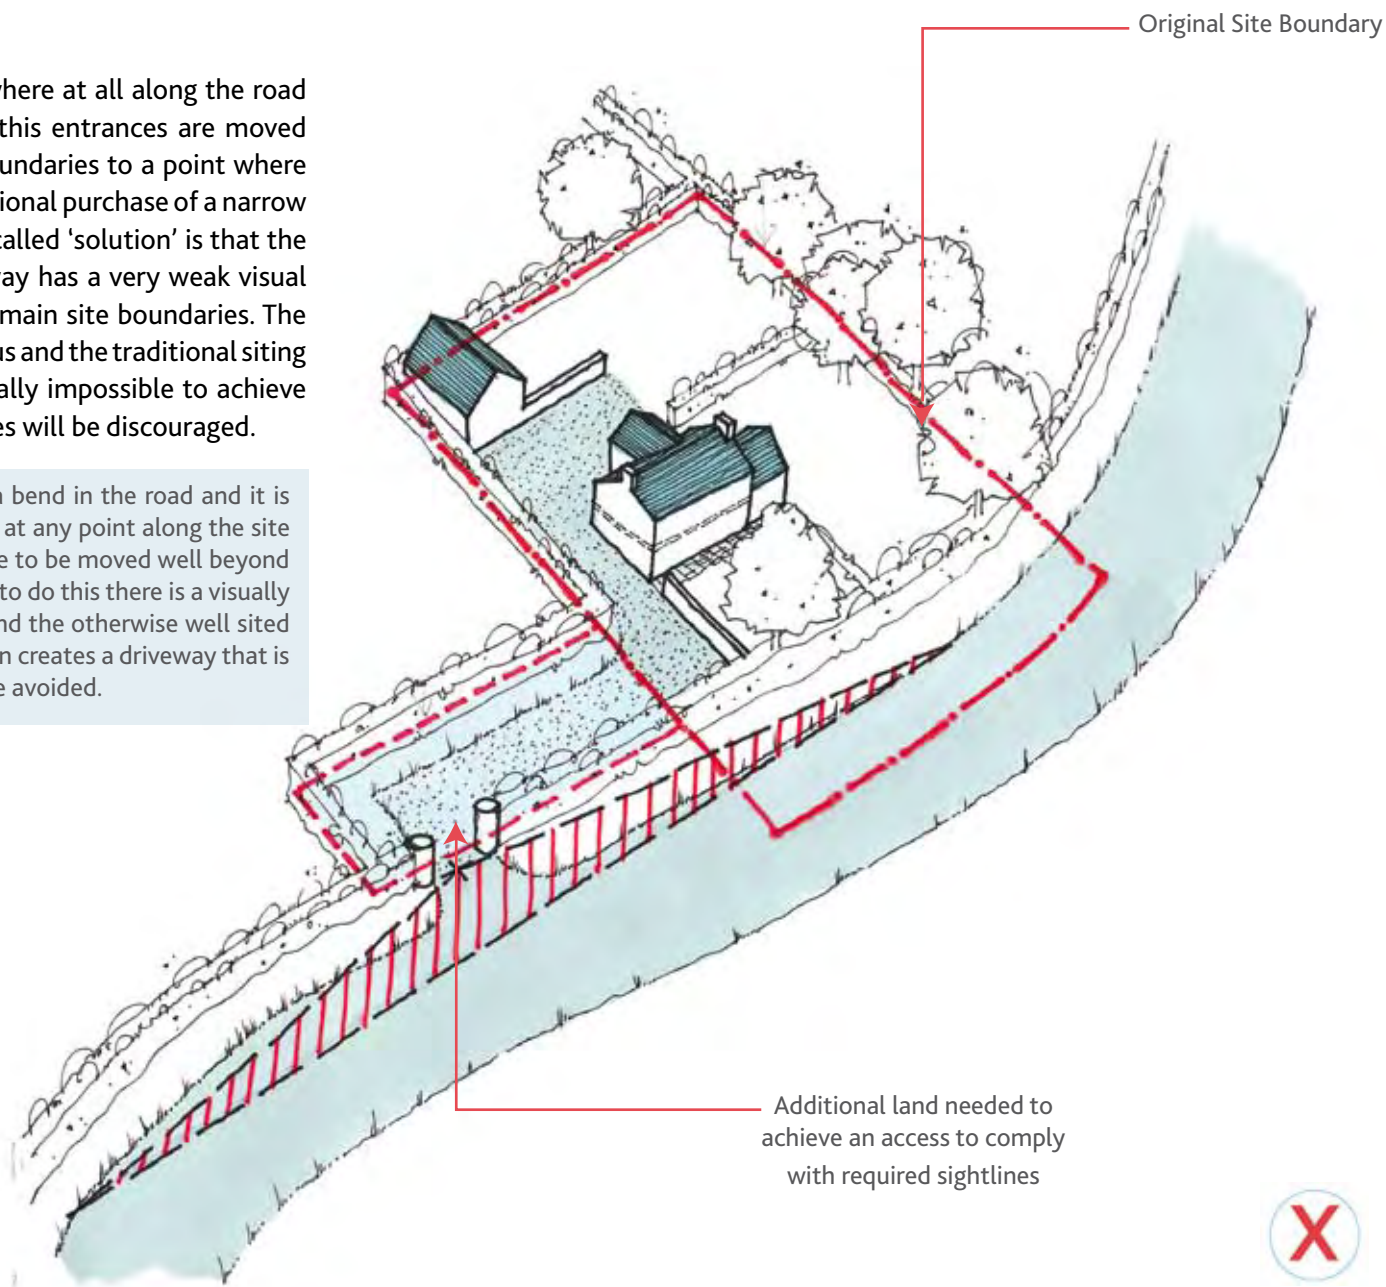 Original Site Boundary
where at all along the road
this entrances are moved
undaries to a point where
tional purchase of a narrow
called ‘solution’ is that the
ay has a very weak visual
main site boundaries. The
us and the traditional siting
ally impossible to achieve
es will be discouraged.
bend in the road and it is
at any point along the site
e to be moved well beyond
to do this there is a visually
nd the otherwise well sited
n creates a driveway that is
e avoided.
Additional land needed to
achieve an access to comply
with required sightlines
X